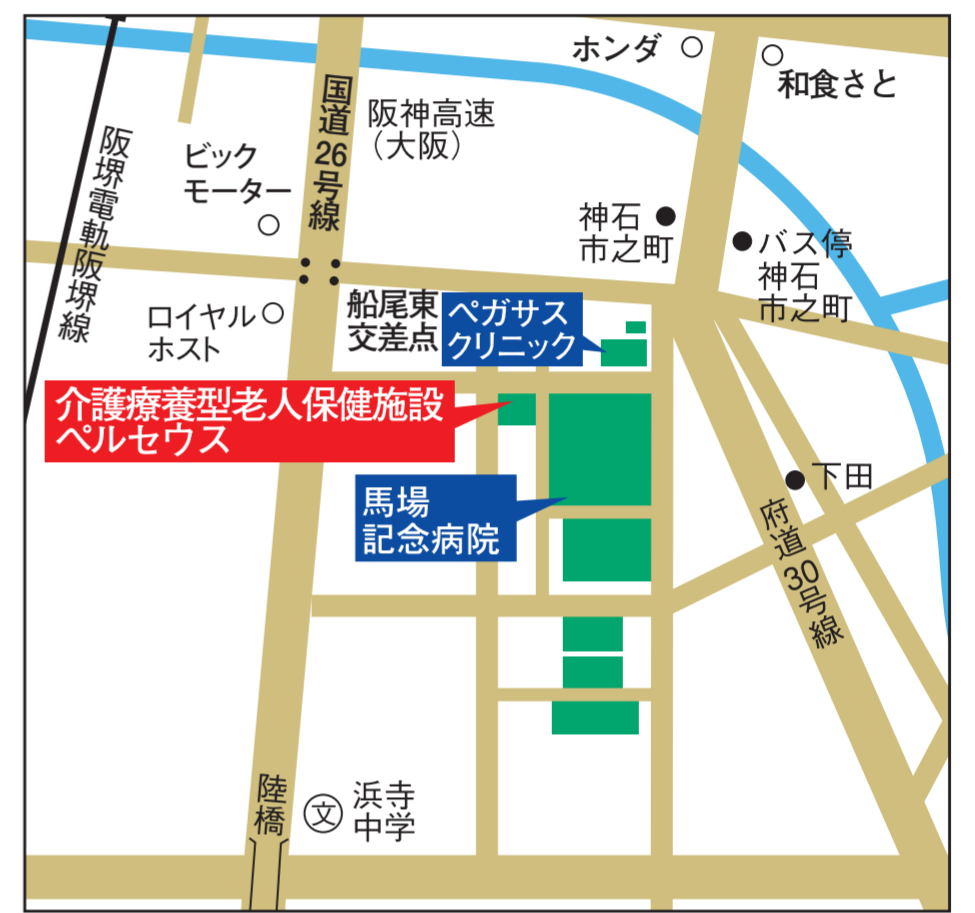 ホンダ
和食さと
国道26号線
阪神高速
（大阪）
阪堺電軌阪堺線
ビック
モーター
神石
市之町
バス停
神石
市之町
ロイヤル
ホスト
船尾東
交差点
ペガサス
クリニック
介護療養型老人保健施設
ペルセウス
馬場
記念病院
下田
府道30号線
陸橋
文
浜寺
中学